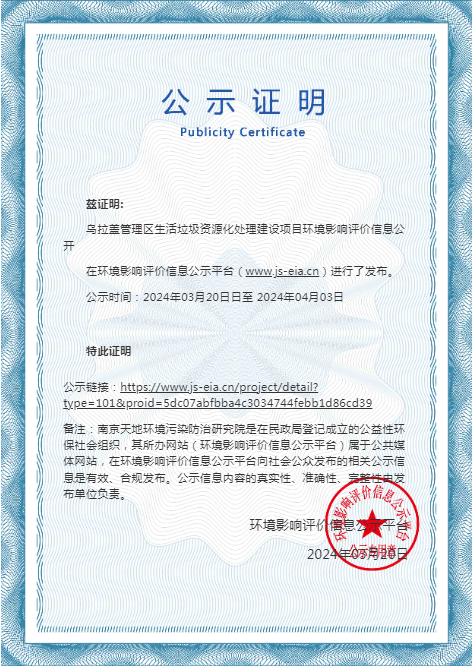 公示证明
Publicity Certificate
兹证明:
乌拉盖管理区生活垃圾资源化处理建设项目环境影响评价信息公
开
在环境影响评价信息公示平台（www.js-eia.cn）进行了发布。
公示时间：2024年03月20日日至 2024年04月03日
特此证明
公示链接：https://www.js-eia.cn/project/detail?
type=101&proid=5dc07abfbba4c3034744febb1d86cd39
备注：南京天地环境污染防治研究院是在民政局登记成立的公益性环
保社会组织，其所办网站（环境影响评价信息公示平台）属于公共媒
体网站，在环境影响评价信息公示平台向社会公众发布的相关公示信
息是有效、合规发布。公示信息内容的真实性、准确性、完整性由发
布单位负责。
环境影响评价信息公示平台
2024年03月20日
环境影响评价信息公示平台
公示专用章